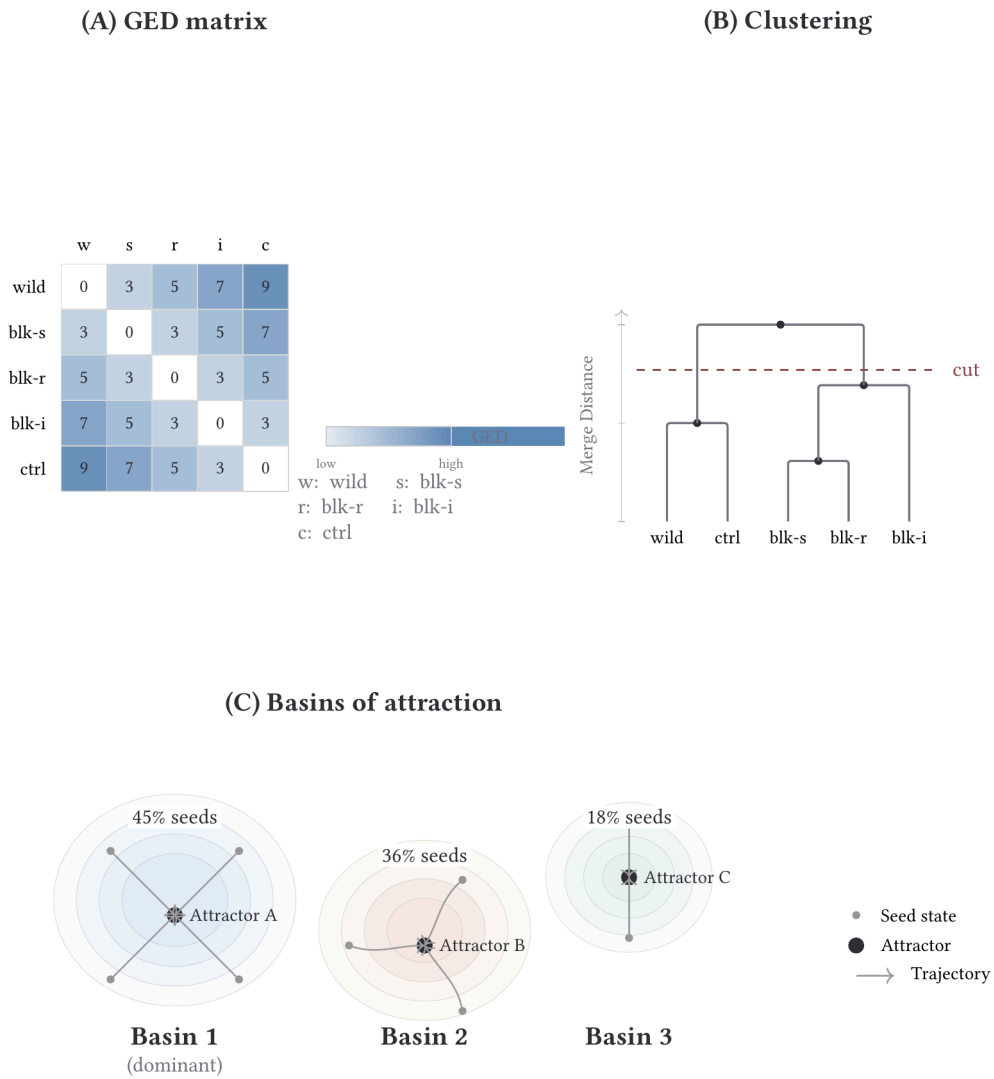 (A) GED matrix
(B) Clustering
w s r i c
wild 0 3 5 7 9
blk-s 3 0 3 5 7
blk-r 5 3 0 3 5
blk-i 7 5 3 0 3
ctrl 9 7 5 3 0
GED
low high
w: wild s: blk-s
r: blk-r i: blk-i
c: ctrl
Merge Distance
cut
wild ctrl blk-s blk-r blk-i
(C) Basins of attraction
45% seeds
Attractor A
Basin 1
(dominant)
36% seeds
Attractor B
Basin 2
18% seeds
Attractor C
Basin 3
Seed state
Attractor
Trajectory